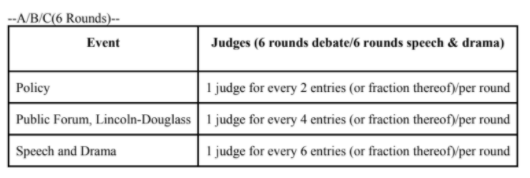 --A/B/C(6 Rounds)--
Event Judges (6 rounds debate/6 rounds speech & drama)
Policy 1 judge for every 2 entries (or fraction thereof)/per round
Public Forum, Lincoln-Douglass 1 judge for every 4 entries (or fraction thereof)/per round
Speech and Drama 1 judge for every 6 entries (or fraction thereof)/per round